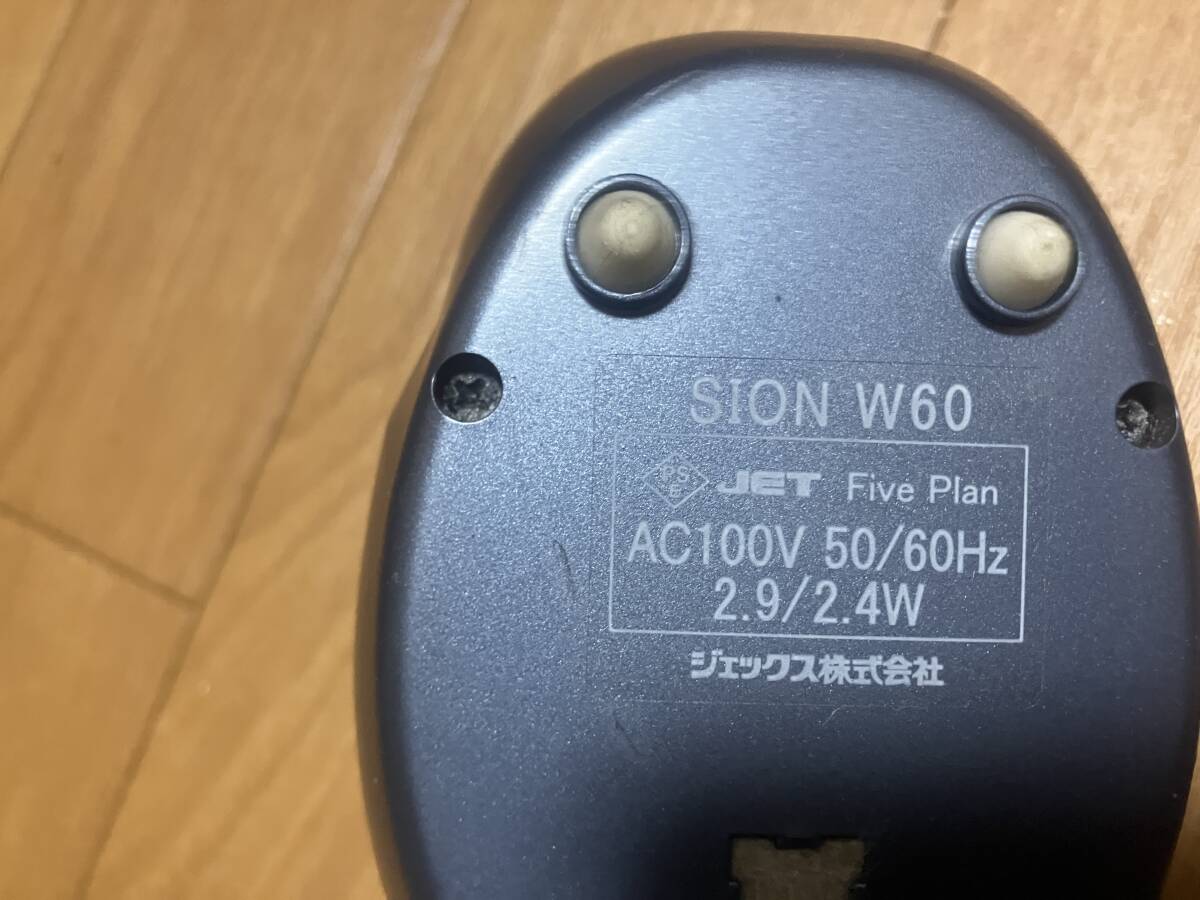 SION W60
PS E JET Five Plan
AC100V 50/60Hz
2.9/2.4W
ジェックス株式会社